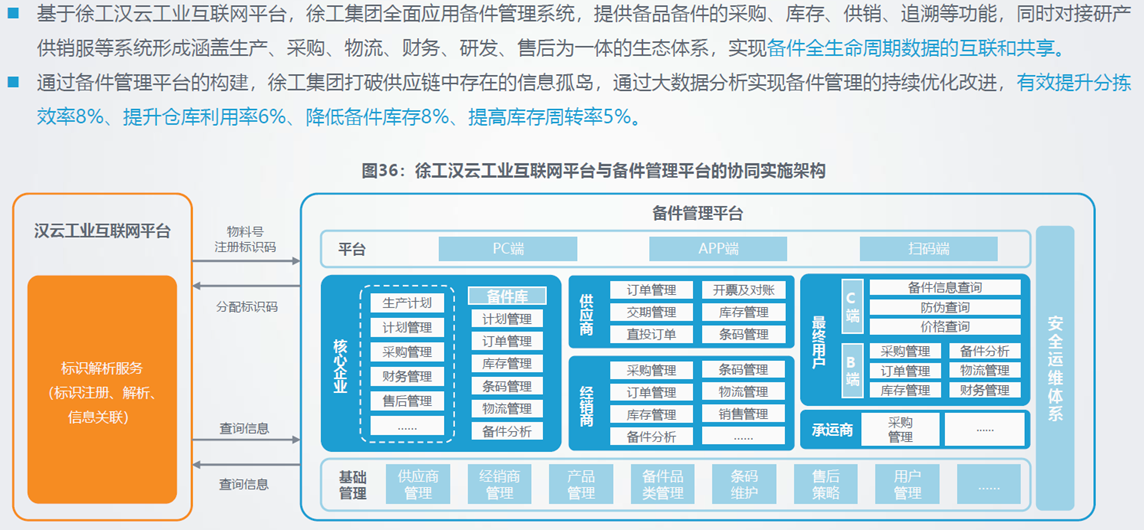 基于徐工汉云工业互联网平台，徐工集团全面应用备件管理系统，提供备品备件的采购、库存、供销、追溯等功能，同时对接研产
供销服等系统形成涵盖生产、采购、物流、财务、研发、售后为一体的生态体系，实现备件全生命周期数据的互联和共享。
通过备件管理平台的构建，徐工集团打破供应链中存在的信息孤岛，通过大数据分析实现备件管理的持续优化改进，有效提升分拣
效率8%、提升仓库利用率6%、降低备件库存8%、提高库存周转率5%。
图36：徐工汉云工业互联网平台与备件管理平台的协同实施架构
汉云工业互联网平台
标识解析服务
(标识注册、解析、
信息关联)
物料号
注册标识码
分配标识码
查询信息
查询信息
备件管理平台
平台
PC端
APP端
扫码端
核心企业
生产计划
计划管理
采购管理
财务管理
售后管理
……
备件库
计划管理
订单管理
库存管理
条码管理
物流管理
备件分析
供应商
订单管理
开票及对账
交期管理
库存管理
直投订单
条码管理
经销商
采购管理
条码管理
订单管理
物流管理
库存管理
销售管理
备件分析
……
最终用户
C端
备件信息查询
防伪查询
价格查询
B端
采购管理
备件分析
订单管理
物流管理
库存管理
财务管理
承运商
采购
管理
……
基础
管理
供应商
管理
经销商
管理
产品
管理
备件品
类管理
条码
维护
售后
策略
用户
管理
……
安全运维体系